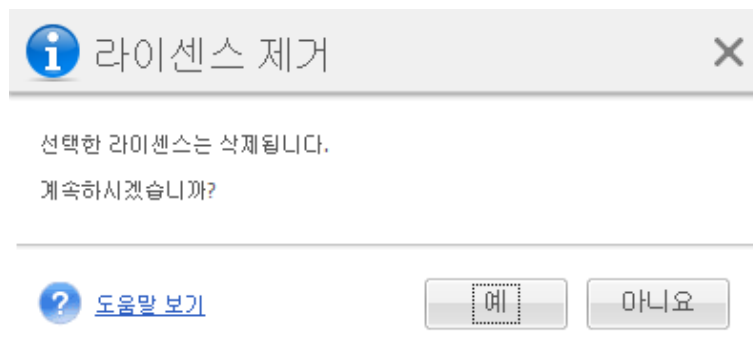 라이센스 제거
선택한 라이센스는 삭제됩니다.
계속하시겠습니까?
도움말 보기
예
아니요